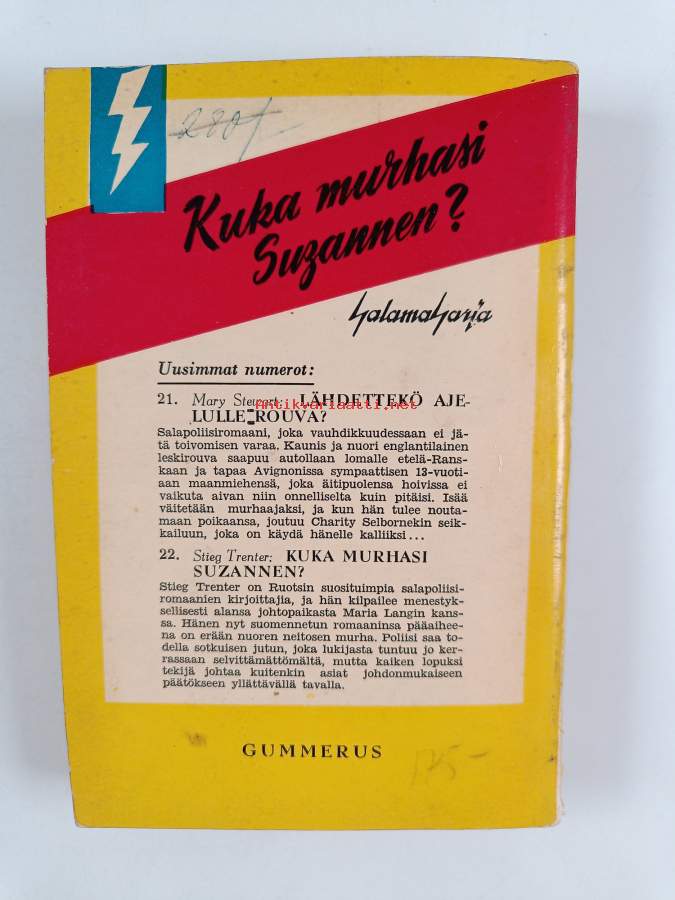 280/
Kuka murhasi
Suzannen?
Salamasarja
Uusimmat numerot:
21. Mary Stewart: LÄHDETTEKÖ AJE-
LULLE ROUVA?
Antikvariaatti.net
Salapoliisiromaani, joka vauhdikkuudessaan ei jä-
tä toivomisen varaa. Kaunis ja nuori englantilainen
leskirouva saapuu autollaan lomalle etelä-Rans-
kaan ja tapaa Avignonissa sympaattisen 13-vuoti-
aan maanmiehensä, joka äitipuolensa hoivissa ei
vaikuta aivan niin onnelliselta kuin pitäisi. Isää
väitetään murhaajaksi, ja kun hän tulee nouta-
maan poikaansa, joutuu Charity Selbornekin seik-
kailuun, joka on käydä hänelle kalliiksi...
22. Stieg Trenter: KUKA MURHASI
SUZANNEN?
Stieg Trenter on Ruotsin suosituimpia salapoliisi-
romaanien kirjoittajia, ja hän kilpailee menestyk-
sellisesti alansa johtopaikasta Maria Langin kans-
sa. Hänen nyt suomennetun romaaninsa pääaihee-
na on erään nuoren neitosen murha. Poliisi saa to-
della sotkuisen jutun, joka lukijasta tuntuu jo ker-
rassaan selvittämättömältä, mutta kaiken lopuksi
tekijä johtaa kuitenkin asiat johdonmukaiseen
päätökseen yllättävällä tavalla.
GUMMERUS
175-